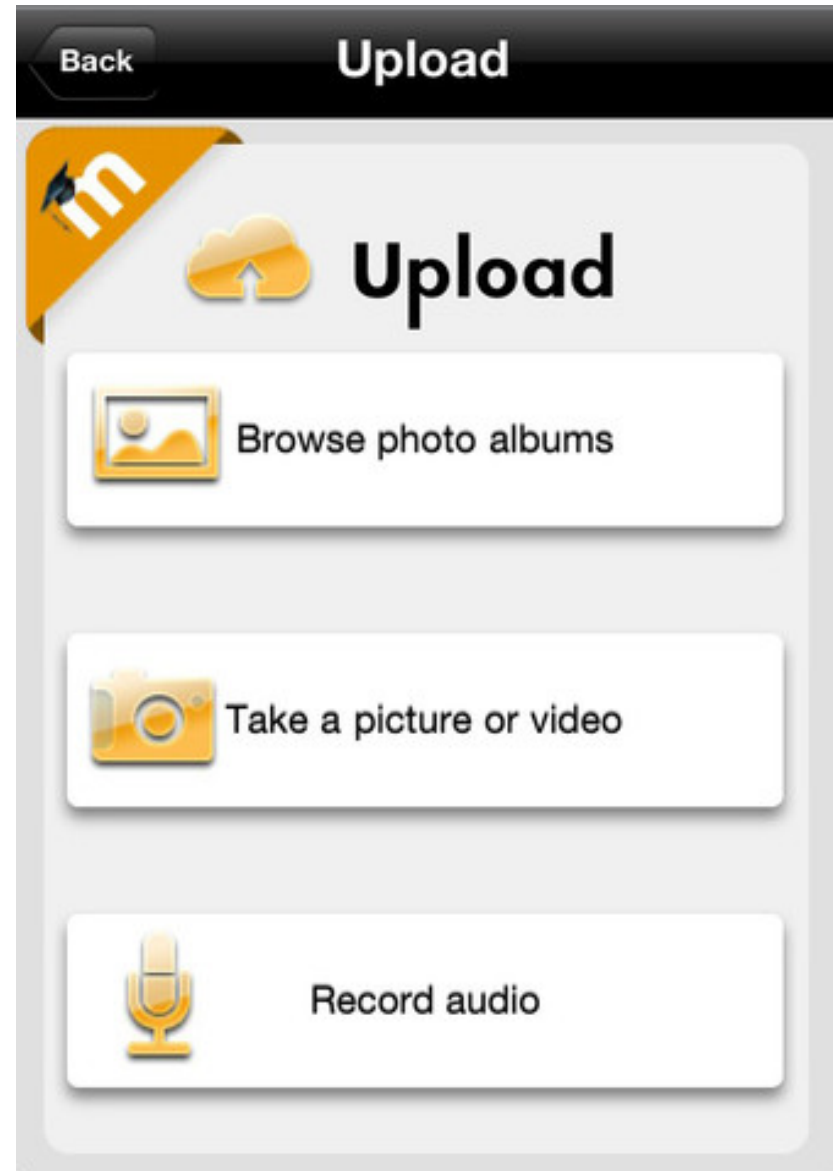 Back
Upload
m
Upload
Browse photo albums
Take a picture or video
Record audio